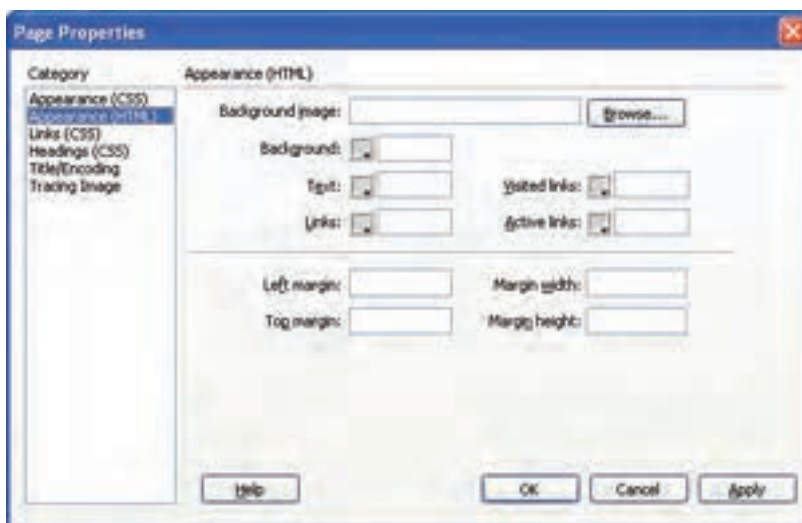 Page Properties
Category
Appearance (CSS)
Appearance (HTML)
Links (CSS)
Headings (CSS)
Title/Encoding
Tracing Image
Appearance (HTML)
Background image: Browse...
Background:
Text: Visited links:
Links: Active links:
Left margin: Margin width:
Top margin: Margin height:
Help OK Cancel Apply